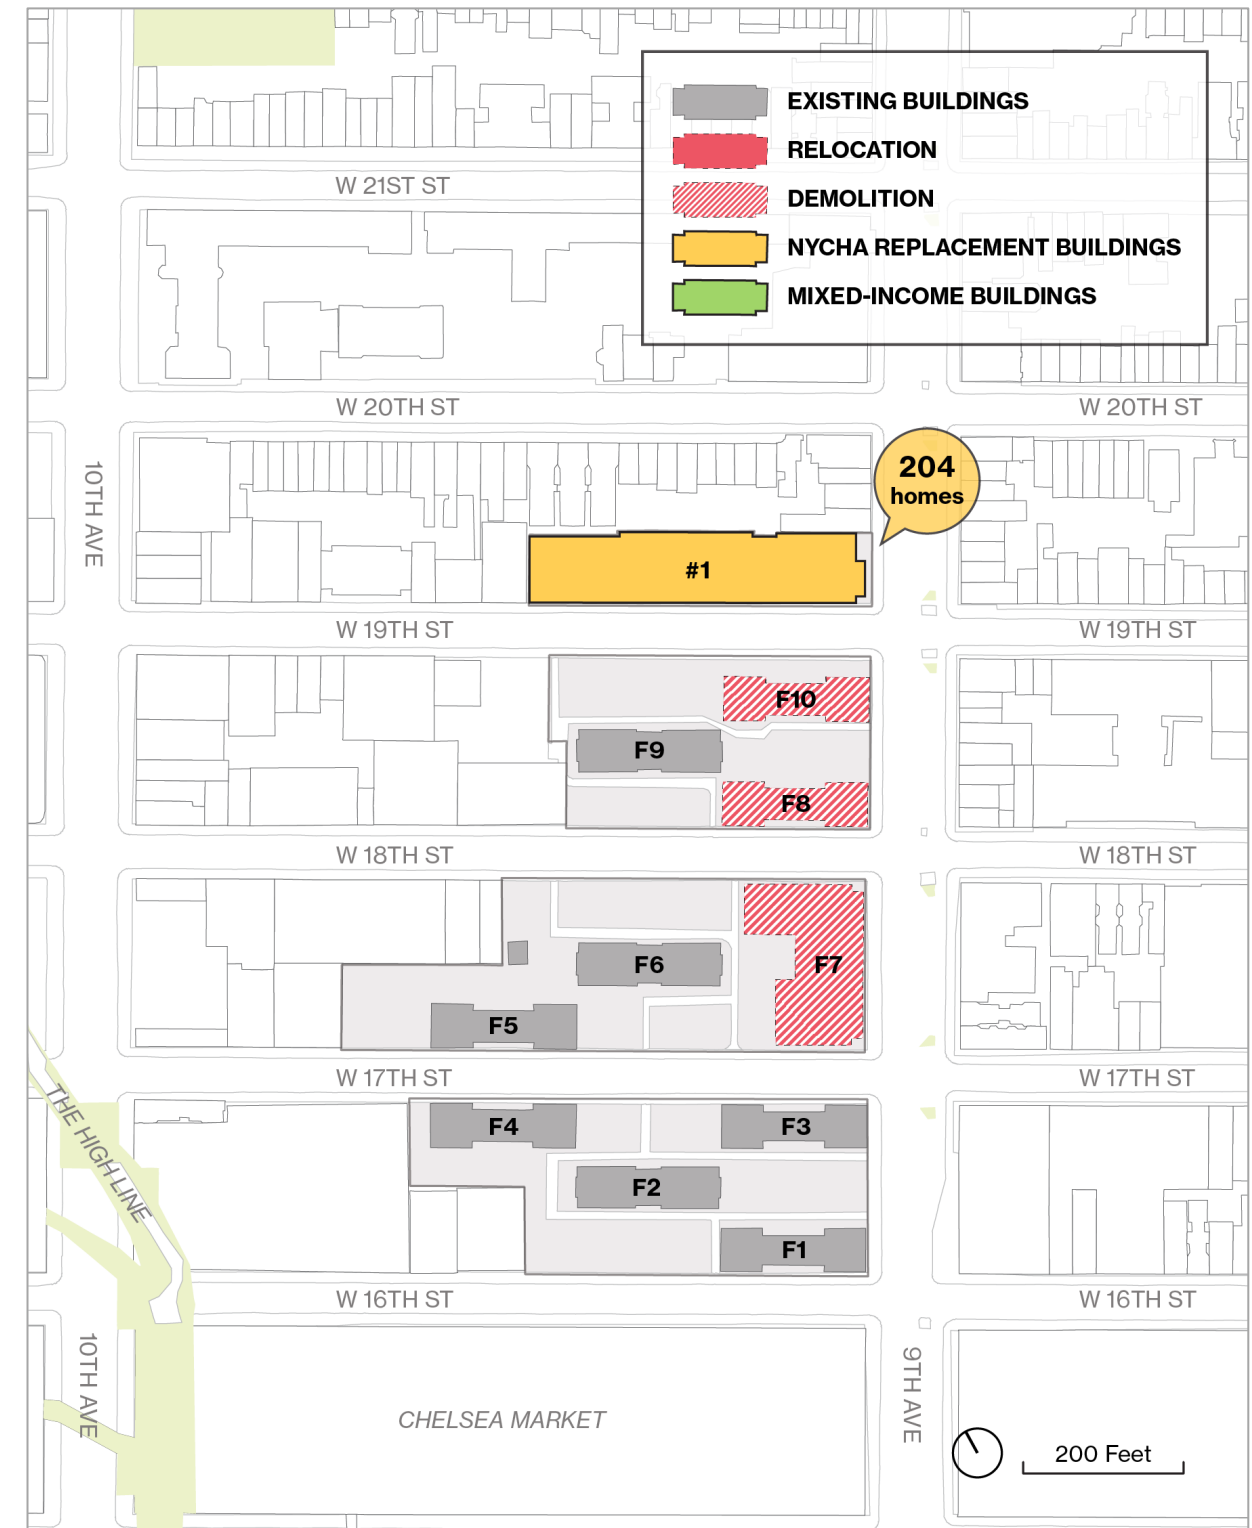 EXISTING BUILDINGS
RELOCATION
DEMOLITION
NYCHA REPLACEMENT BUILDINGS
MIXED-INCOME BUILDINGS
W 21ST ST
W 20TH ST
W 20TH ST
10TH AVE
204
homes
#1
W 19TH ST
W 19TH ST
F10
F9
F8
W 18TH ST
W 18TH ST
F6
F7
F5
W 17TH ST
W 17TH ST
THE HIGH LINE
F4
F3
F2
F1
W 16TH ST
W 16TH ST
10TH AVE
9TH AVE
CHELSEA MARKET
200 Feet